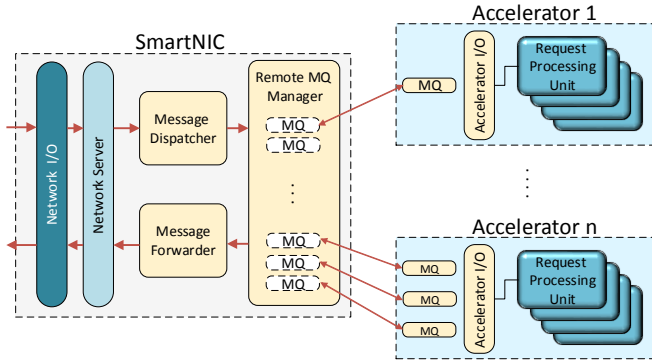 SmartNIC
Network I/O
Network Server
Message
Dispatcher
Message
Forwarder
Remote MQ
Manager
MQ
MQ
MQ
MQ
MQ
Accelerator 1
MQ
Accelerator I/O
Request
Processing
Unit
Accelerator n
MQ
MQ
MQ
Accelerator I/O
Request
Processing
Unit